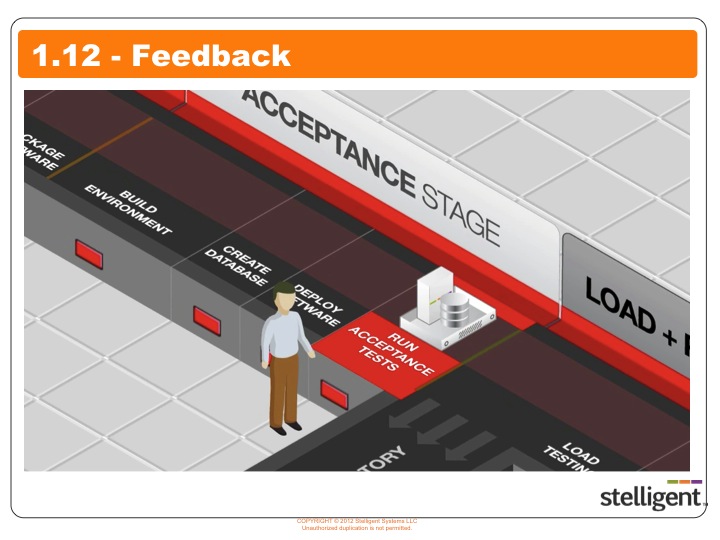 1.12 - Feedback
ACCEPTANCE STAGE
LOAD +
CKAGE
WARE
BUILD
ENVIRONMENT
CREATE
DATABASE
DEPLOY
FTWARE
RUN
ACCEPTANCE
TESTS
TORY
LOAD
TESTIN
stelligent
COPYRIGHT © 2012 Stelligent Systems LLC
Unauthorized duplication is not permitted.